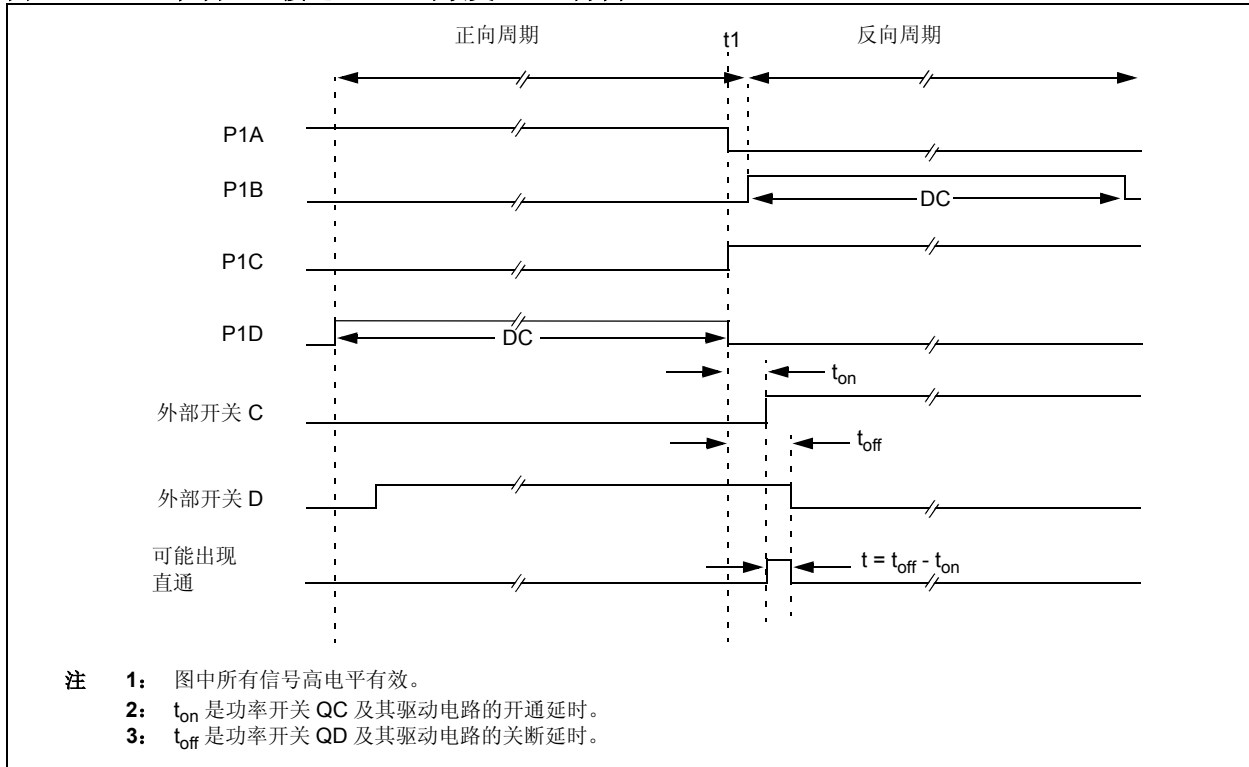 正向周期
t1
反向周期
P1A
P1B
DC
P1C
P1D
DC
ton
外部开关 C
toff
外部开关 D
可能出现
直通
t = toff - ton
注 1： 图中所有信号高电平有效。
2： ton 是功率开关 QC 及其驱动电路的开通延时。
3： toff 是功率开关 QD 及其驱动电路的关断延时。